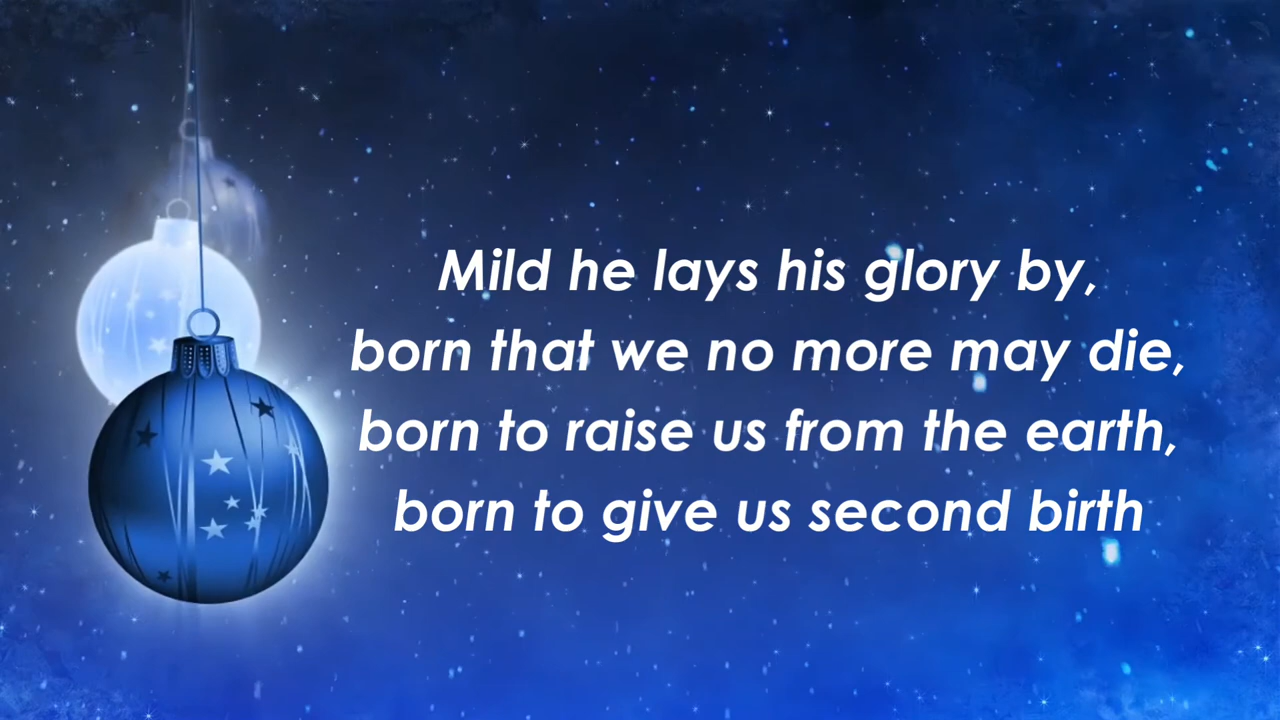 Mild he lays his glory by,
born that we no more may die,
born to raise us from the earth,
born to give us second birth